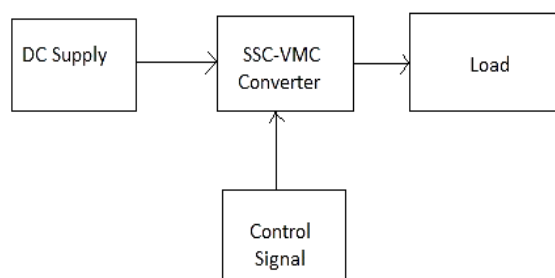 DC Supply
SSC-VMC
Converter
Load
Control
Signal